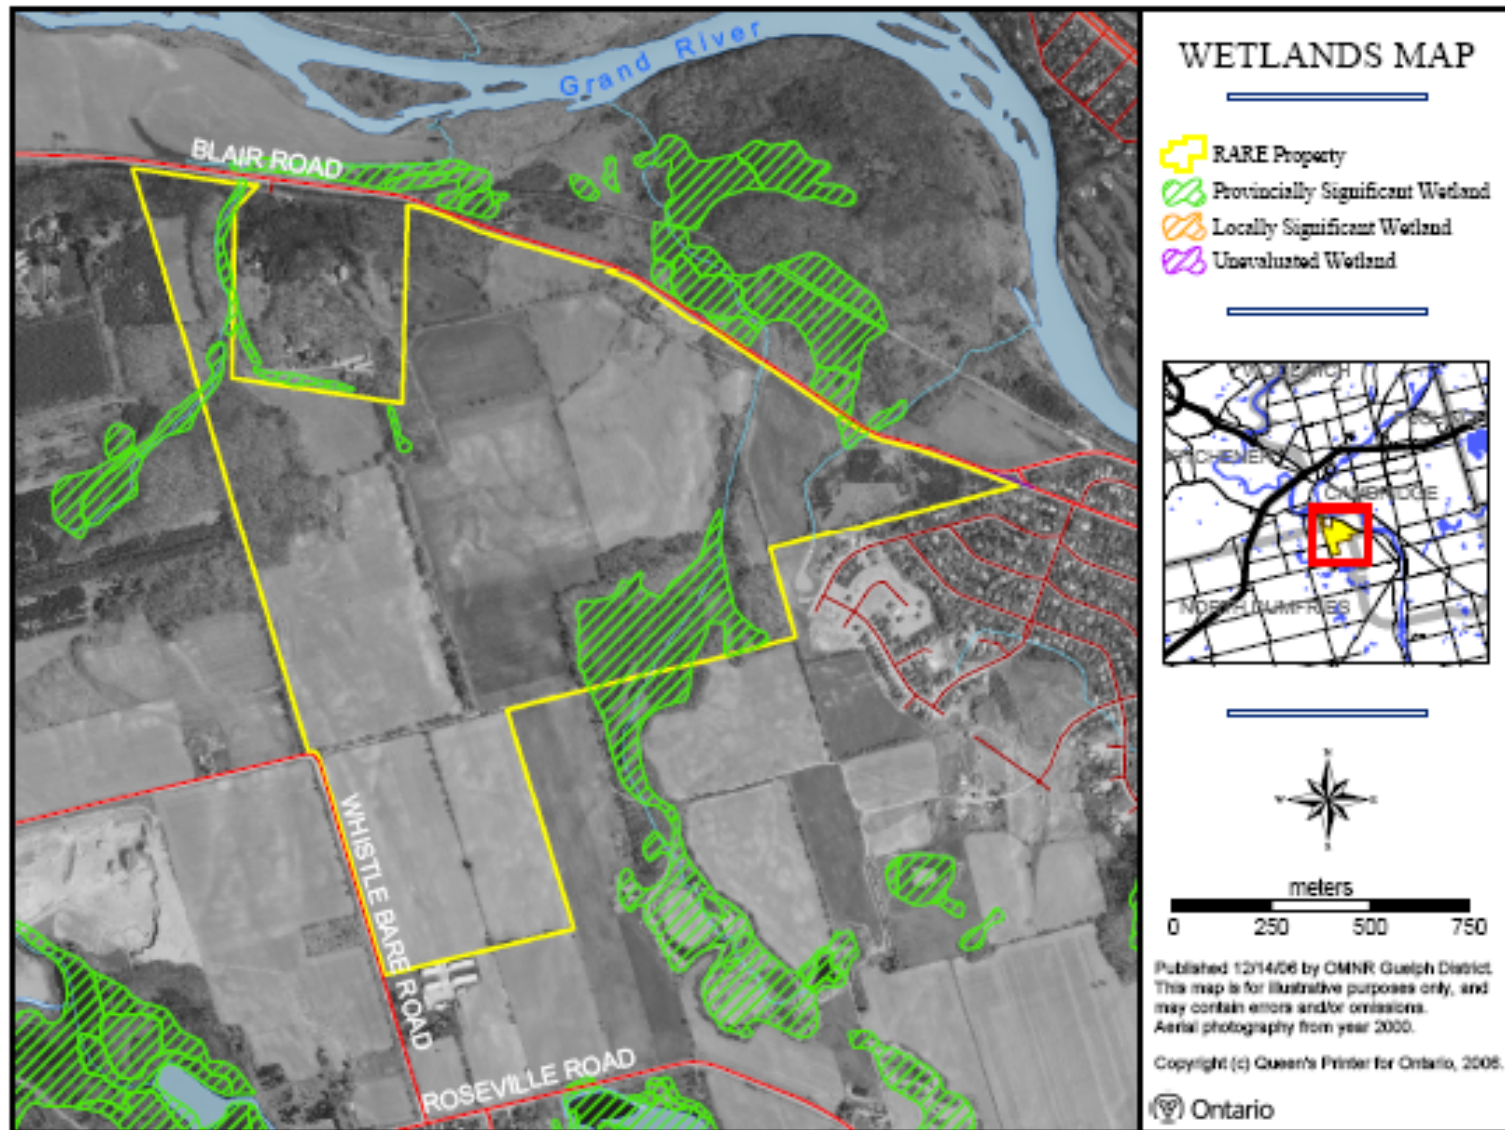 Grand River
BLAIR ROAD
WHISTLE BARE ROAD
ROSEVILLE ROAD
WETLANDS MAP
RARE Property
Provincially Significant Wetland
Locally Significant Wetland
Unevaluated Wetland
CAMBRIDGE
NORTH DUMFRIES
N
W E
S
meters
0 250 500 750
Published 12/14/06 by OMNR Guelph District.
This map is for illustrative purposes only, and
may contain errors and/or omissions.
Aerial photography from year 2000.
Copyright (c) Queen's Printer for Ontario, 2006.
Ontario